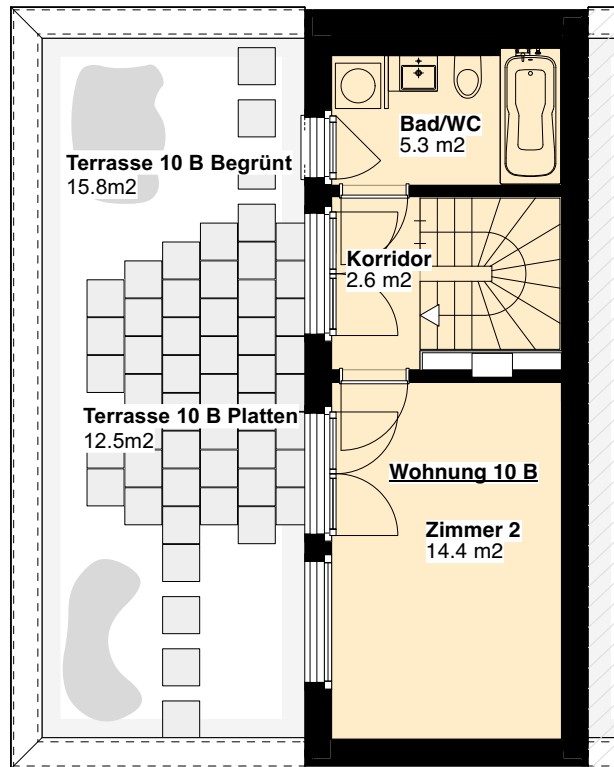 Bad/WC
5.3 m2
Terrasse 10 B Begrünt
15.8m2
Korridor
2.6 m2
Terrasse 10 B Platten
12.5m2
Wohnung 10 B
Zimmer 2
14.4 m2